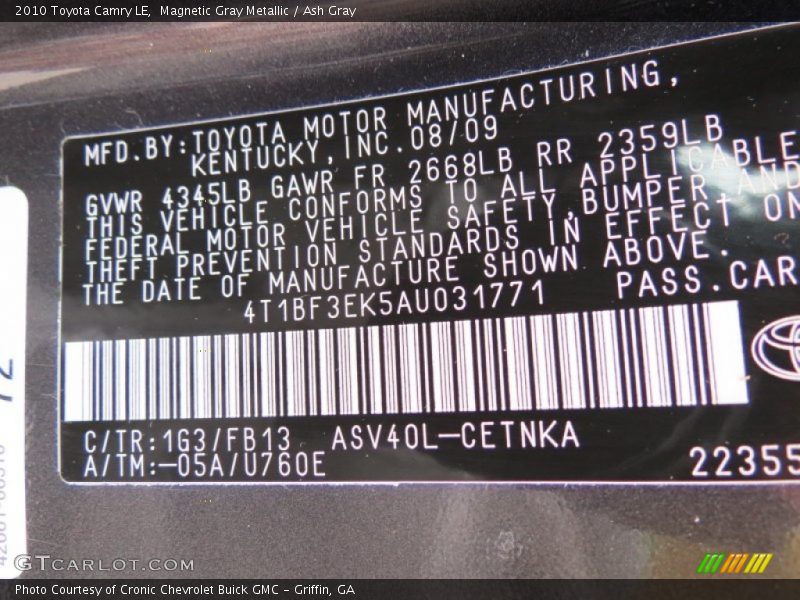 2010 Toyota Camry LE, Magnetic Gray Metallic / Ash Gray
MFD.BY:TOYOTA MOTOR MANUFACTURING,
KENTUCKY,INC.08/09
GVWR 4345LB GAWR FR 2668LB RR 2359LB
THIS VEHICLE CONFORMS TO ALL APPLICABLE
FEDERAL MOTOR VEHICLE SAFETY,BUMPER AND
THEFT PREVENTION STANDARDS IN EFFECT ON
THE DATE OF MANUFACTURE SHOWN ABOVE.
4T1BF3EK5AU031771 PASS.CAR
C/TR:1G3/FB13 ASV40L-CETNKA
A/TM:-05A/U760E 22355
72
GTcarlot.com
Photo Courtesy of Cronic Chevrolet Buick GMC – Griffin, GA